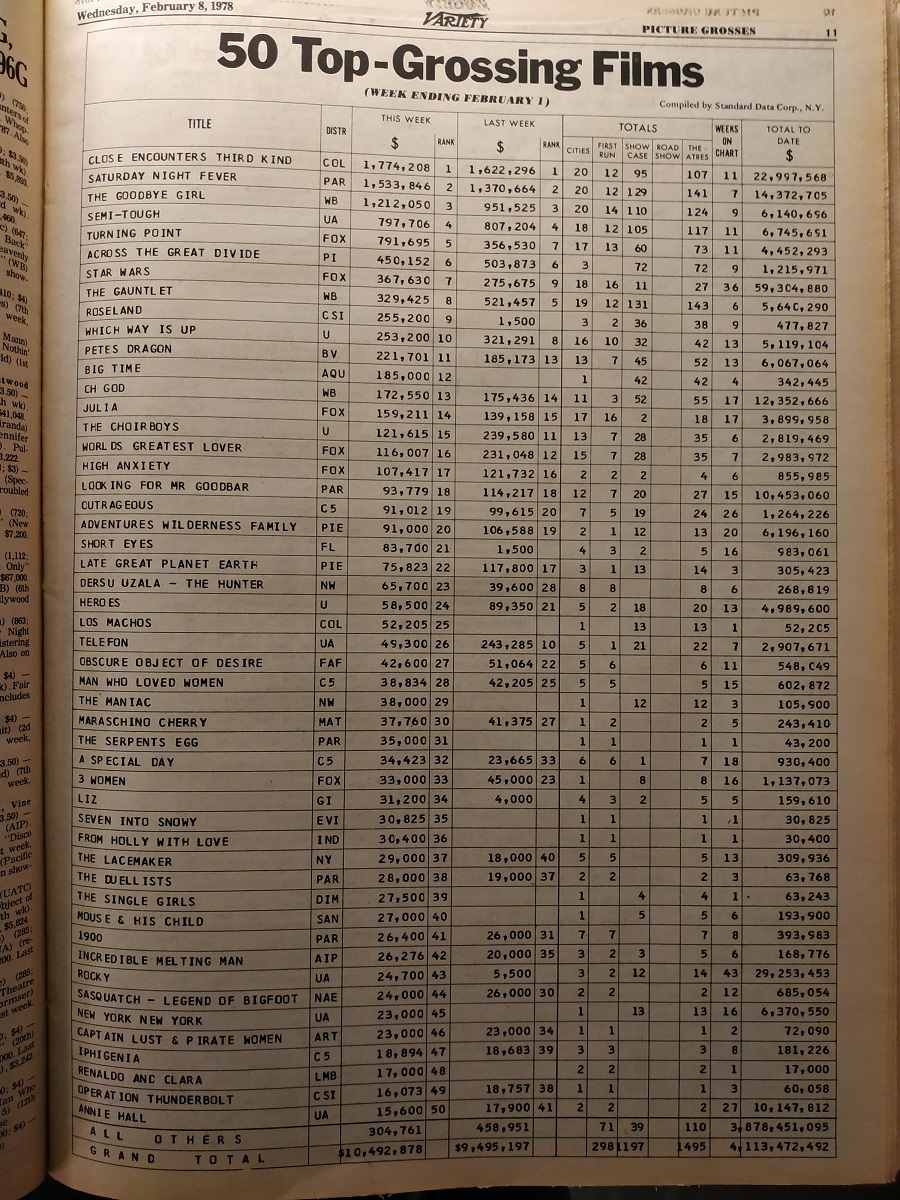 Wednesday, February 8, 1978
VARIETY
PICTURE GROSSES 11
50 Top-Grossing Films
(WEEK ENDING FEBRUARY 1)
Compiled by Standard Data Corp., N.Y.
TITLE DISTR THIS WEEK $ RANK LAST WEEK $ RANK TOTALS CITIES FIRST RUN SHOW CASE ROAD SHOW THE-ATRES WEEKS ON CHART TOTAL TO DATE $
CLOSE ENCOUNTERS THIRD KIND COL 1,774,208 1 1,622,296 1 20 12 95 107 11 22,997,568
SATURDAY NIGHT FEVER PAR 1,533,846 2 1,370,664 2 20 12 129 141 7 14,372,705
THE GOODBYE GIRL WB 1,212,050 3 951,525 3 20 14 110 124 9 6,140,696
SEMI-TOUGH UA 797,706 4 807,204 4 18 12 105 117 11 6,745,651
TURNING POINT FOX 791,695 5 356,530 7 17 13 60 73 11 4,452,293
ACROSS THE GREAT DIVIDE PI 450,152 6 503,873 6 3 72 72 9 1,215,971
STAR WARS FOX 367,630 7 275,675 9 18 16 11 27 36 59,304,880
THE GAUNTLET WB 329,425 8 521,457 5 19 12 131 143 6 5,640,290
ROSELAND CSI 255,200 9 1,500 3 2 36 38 9 477,827
WHICH WAY IS UP U 253,200 10 321,291 8 16 10 32 42 13 5,119,104
PETES DRAGON BV 221,701 11 185,173 13 13 7 45 52 13 6,067,064
BIG TIME AQU 185,000 12 1 42 42 4 342,445
CH GOD WB 172,550 13 175,436 14 11 3 52 55 17 12,352,666
JULIA FOX 159,211 14 139,158 15 17 16 2 18 17 3,899,958
THE CHOIRBOYS U 121,615 15 239,580 11 13 7 28 35 6 2,819,469
WORLDS GREATEST LOVER FOX 116,007 16 231,048 12 15 7 28 35 7 2,983,972
HIGH ANXIETY FOX 107,417 17 121,732 16 2 2 2 4 6 855,985
LOOKING FOR MR GOODBAR PAR 93,779 18 114,217 18 12 7 20 27 15 10,453,060
CUTRAGEOUS C5 91,012 19 99,615 20 7 5 19 24 26 1,264,226
ADVENTURES WILDERNESS FAMILY PIE 91,000 20 106,588 19 2 1 12 13 20 6,196,160
SHORT EYES FL 83,700 21 1,500 4 3 2 5 16 983,061
LATE GREAT PLANET EARTH PIE 75,823 22 117,800 17 3 1 13 14 3 305,423
DERSU UZALA - THE HUNTER NW 65,700 23 39,600 28 8 8 8 6 268,819
HEROES U 58,500 24 89,350 21 5 2 18 20 13 4,989,600
LOS MACHOS COL 52,205 25 1 13 13 1 52,205
TELEFON UA 49,300 26 243,285 10 5 1 21 22 7 2,907,671
OBSCURE OBJECT OF DESIRE FAF 42,600 27 51,064 22 5 6 6 11 548,049
MAN WHO LOVED WOMEN C5 38,834 28 42,205 25 5 5 5 15 602,872
THE MANIAC NW 38,000 29 1 12 12 3 105,900
MARASCHINO CHERRY MAT 37,760 30 41,375 27 1 2 2 5 243,410
THE SERPENTS EGG PAR 35,000 31 1 1 1 1 43,200
A SPECIAL DAY C5 34,423 32 23,665 33 6 6 1 7 18 930,400
3 WOMEN FOX 33,000 33 45,000 23 1 8 8 16 1,137,073
LIZ GI 31,200 34 4,000 4 3 2 5 5 159,610
SEVEN INTO SNOWY EVI 30,825 35 1 1 1 1 30,825
FROM HOLLY WITH LOVE IND 30,400 36 1 1 1 1 30,400
THE LACEMAKER NY 29,000 37 18,000 40 5 5 5 13 309,936
THE DUELLISTS PAR 28,000 38 19,000 37 2 2 2 3 63,768
THE SINGLE GIRLS DIM 27,500 39 1 4 4 1 63,243
MOUSE & HIS CHILD SAN 27,000 40 1 5 5 6 193,900
1900 PAR 26,400 41 26,000 31 7 7 7 8 393,983
INCREDIBLE MELTING MAN AIP 26,276 42 20,000 35 3 2 3 5 6 168,776
ROCKY UA 24,700 43 5,500 3 2 12 14 43 29,253,453
SASQUATCH - LEGEND OF BIGFOOT NAE 24,000 44 26,000 30 2 2 2 12 685,054
NEW YORK NEW YORK UA 23,000 45 1 13 13 16 6,370,550
CAPTAIN LUST & PIRATE WOMEN ART 23,000 46 23,000 34 1 1 1 2 72,090
IPHIGENIA C5 18,894 47 18,683 39 3 3 3 8 181,226
RENALDO ANC CLARA LMB 17,000 48 2 2 2 1 17,000
OPERATION THUNDERBOLT CSI 16,073 49 18,757 38 1 1 1 3 60,058
ANNIE HALL UA 15,600 50 17,900 41 2 2 2 27 10,147,812
ALL OTHERS 304,761 458,951 71 39 110 3,878,451,095
GRAND TOTAL $10,492,878 $9,495,197 298 1197 1495 4,113,472,492